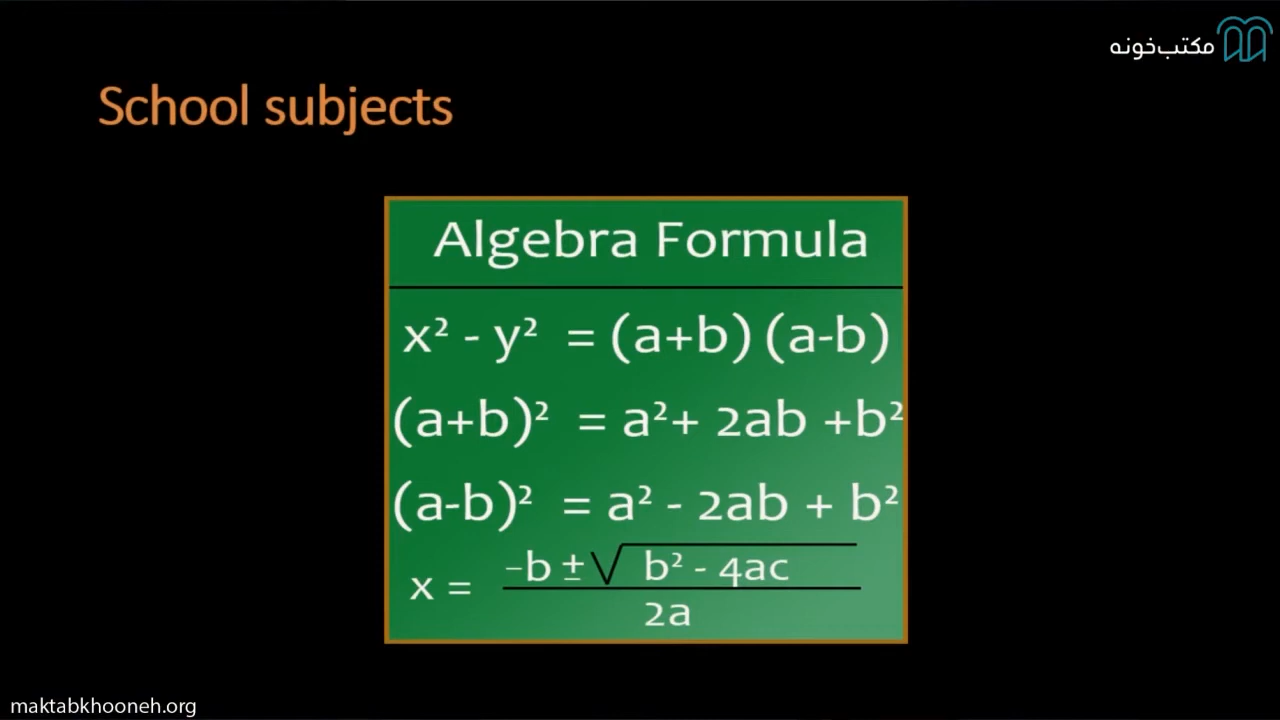 مکتب‌خونه
School subjects
Algebra Formula
x² - y² = (a+b) (a-b)
(a+b)² = a²+ 2ab +b²
(a-b)² = a² - 2ab + b²
x = −b ± √ b² - 4ac
2a
maktabkhooneh.org